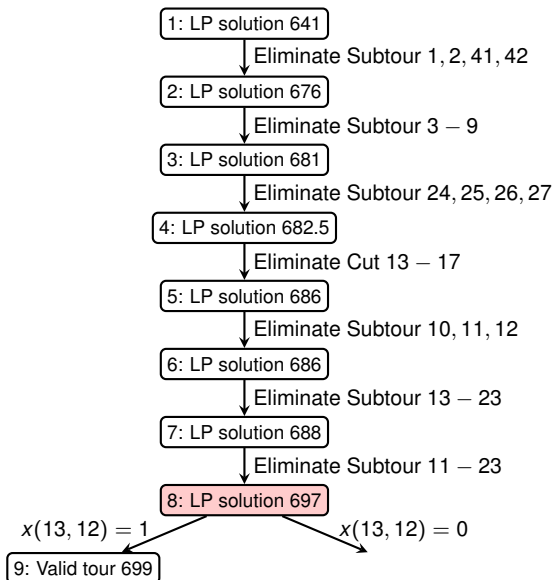 1: LP solution 641
Eliminate Subtour 1, 2, 41, 42
2: LP solution 676
Eliminate Subtour 3 − 9
3: LP solution 681
Eliminate Subtour 24, 25, 26, 27
4: LP solution 682.5
Eliminate Cut 13 − 17
5: LP solution 686
Eliminate Subtour 10, 11, 12
6: LP solution 686
Eliminate Subtour 13 − 23
7: LP solution 688
Eliminate Subtour 11 − 23
8: LP solution 697
x(13, 12) = 1 x(13, 12) = 0
9: Valid tour 699